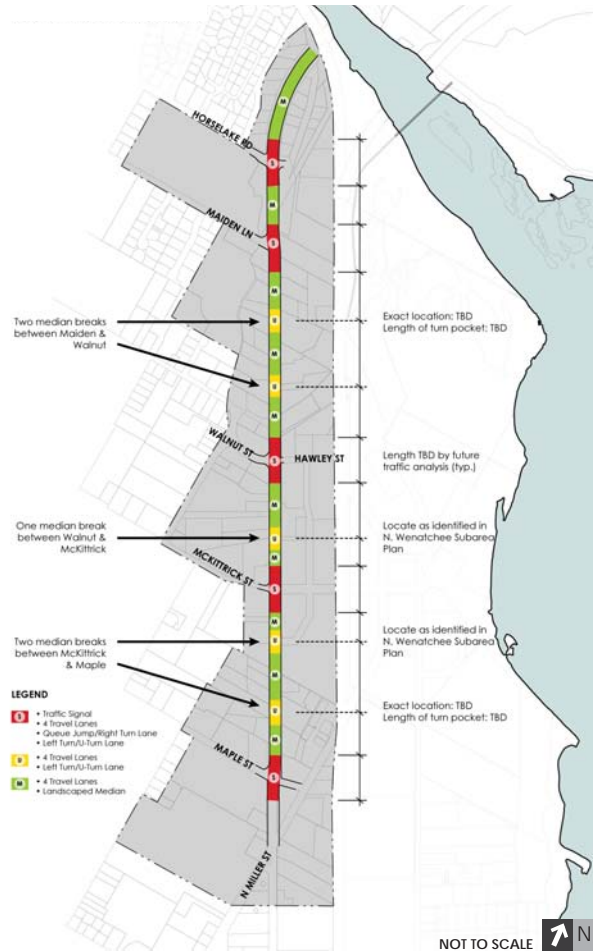 HORSELAKE RD
M
S
M
MAIDEN LN
S
M
Two median breaks
between Maiden &
Walnut
U
Exact location: TBD
Length of turn pocket: TBD
M
U
M
WALNUT ST
S
HAWLEY ST
Length TBD by future
traffic analysis (typ.)
M
One median break
between Walnut &
McKittrick
U
Locate as identified in
N. Wenatchee Subarea
Plan
M
MCKITTRICK ST
S
M
Two median breaks
between McKittrick
& Maple
U
Locate as identified in
N. Wenatchee Subarea
Plan
M
U
Exact location: TBD
Length of turn pocket: TBD
M
MAPLE ST
S
LEGEND
S
• Traffic Signal
• 4 Travel Lanes
• Queue Jump/Right Turn Lane
• Left Turn/U-Turn Lane
U
• 4 Travel Lanes
• Left Turn/U-Turn Lane
M
• 4 Travel Lanes
• Landscaped Median
N MILLER ST
NOT TO SCALE
N